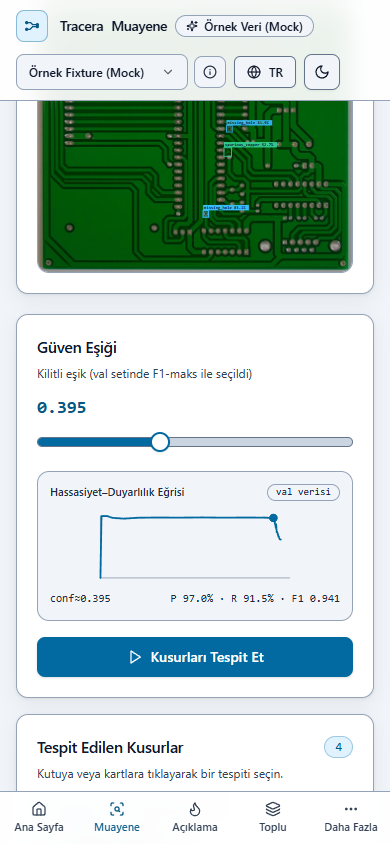 Tracera Muayene Örnek Veri (Mock)
Örnek Fixture (Mock)
TR
missing_hole
spurious_copper
missing_hole
Güven Eşiği
Kilitli eşik (val setinde F1-maks ile seçildi)
0.395
Hassasiyet–Duyarlılık Eğrisi
val verisi
conf≈0.395
P 97.0% · R 91.5% · F1 0.941
Kusurları Tespit Et
Tespit Edilen Kusurlar
4
Kutuya veya kartlara tıklayarak bir tespiti seçin.
Ana Sayfa
Muayene
Açıklama
Toplu
Daha Fazla